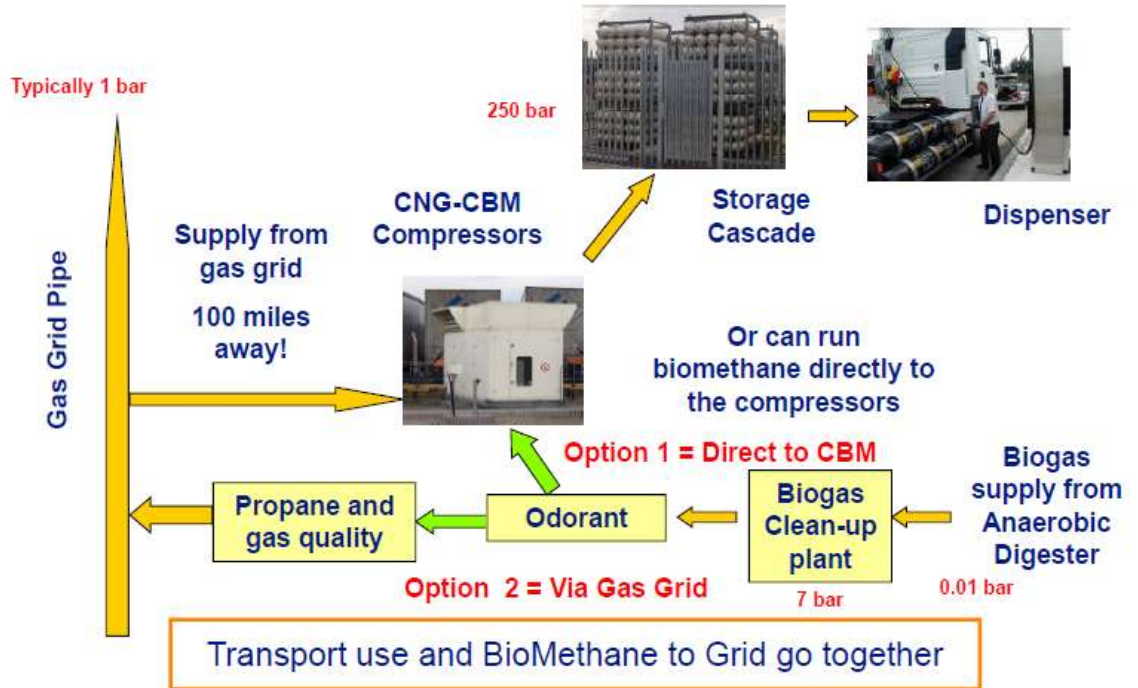 Typically 1 bar
Gas Grid Pipe
Supply from
gas grid
100 miles
away!
CNG-CBM
Compressors
250 bar
Storage
Cascade
Dispenser
Or can run
biomethane directly to
the compressors
Option 1 = Direct to CBM
Propane and
gas quality
Odorant
Biogas
Clean-up
plant
Biogas
supply from
Anaerobic
Digester
Option 2 = Via Gas Grid
7 bar
0.01 bar
Transport use and BioMethane to Grid go together